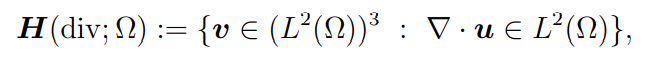 𝑯(div; Ω) := {𝒗 ∈ (L²(Ω))³ : ∇ · 𝒖 ∈ L²(Ω)},